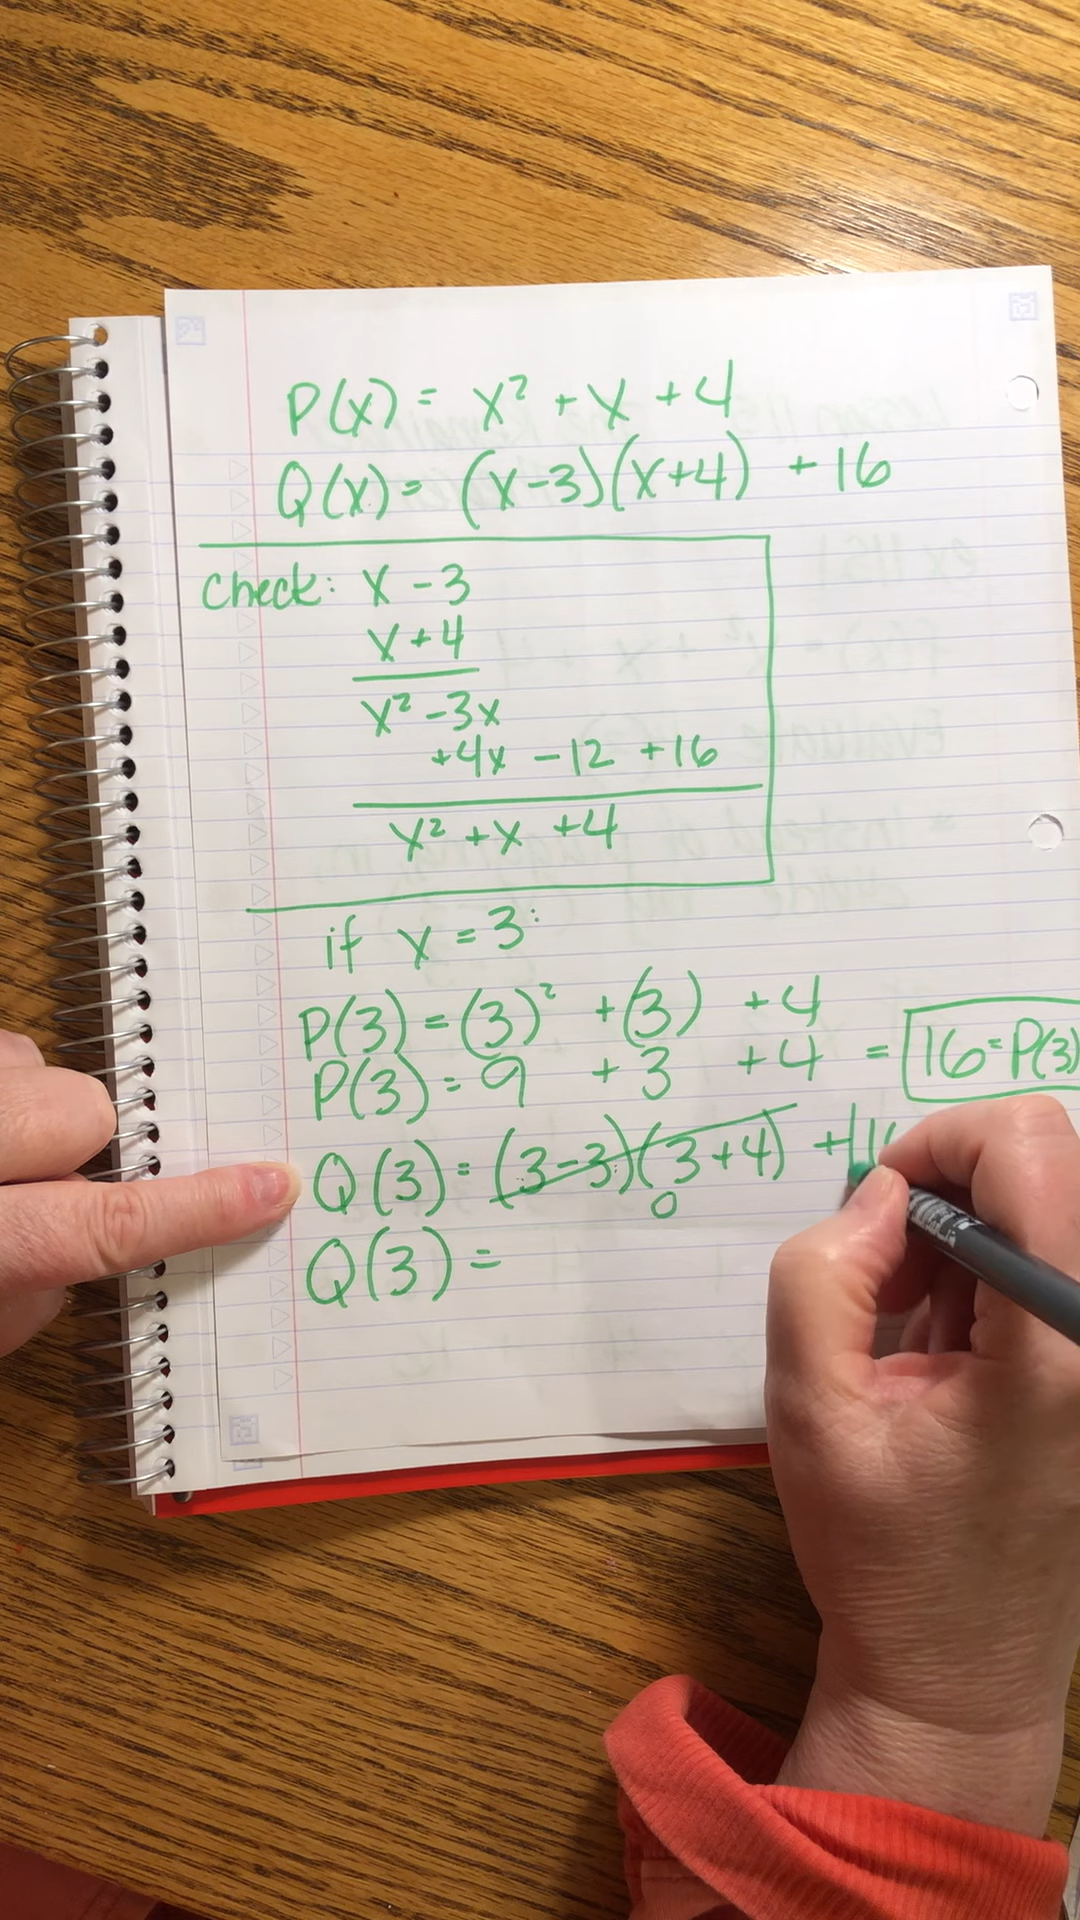 P(x) = x² + x + 4
Q(x) = (x-3)(x+4) + 16
Check: x - 3
x + 4
x² - 3x
+4x - 12 + 16
x² + x + 4
if x = 3:
P(3) = (3)² + (3) + 4
P(3) = 9 + 3 + 4 = 16 = P(3)
Q(3) = (3-3)(3+4) + 16
0
Q(3) =